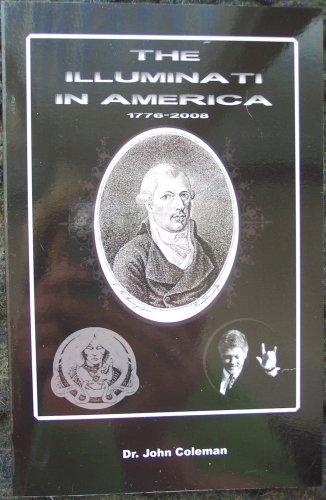 THE
ILLUMINATI
IN AMERICA
1776-2008
Dr. John Coleman